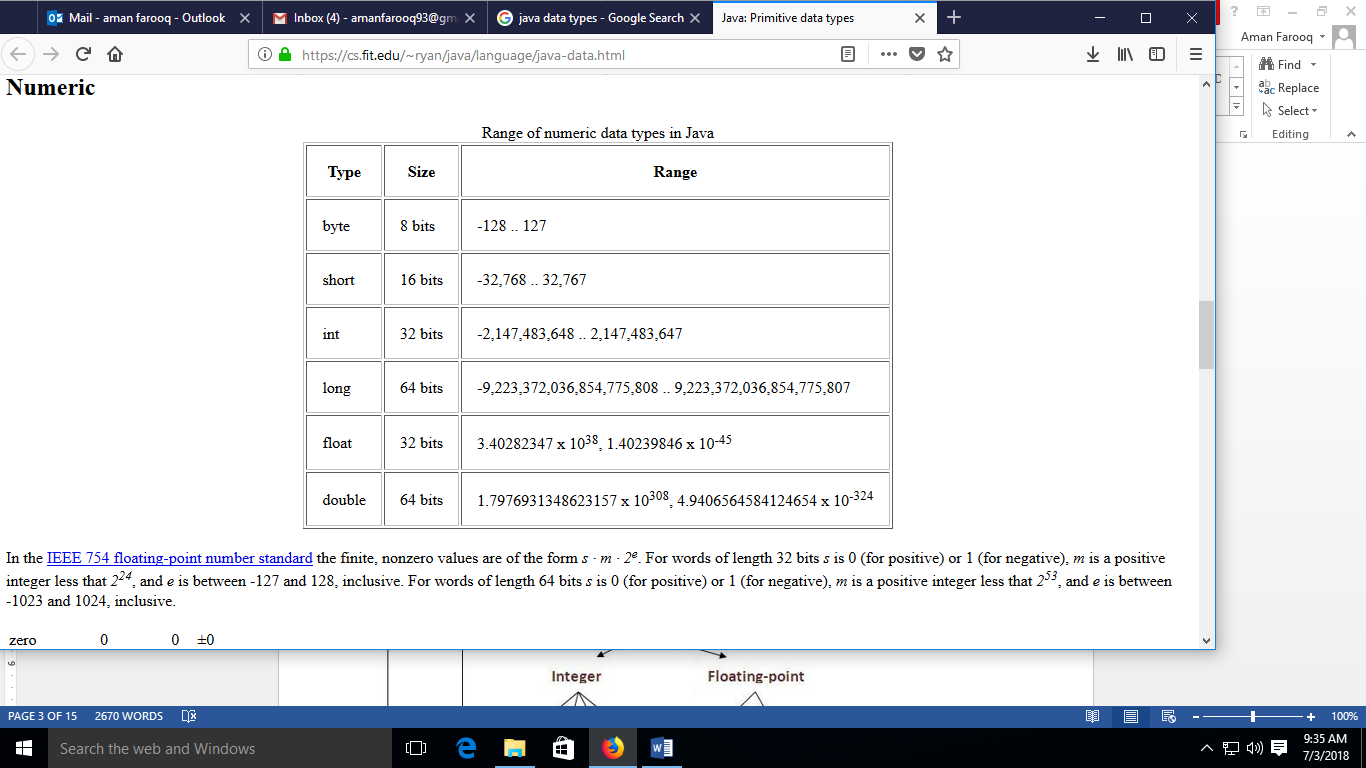 Mail - aman farooq - Outlook
Inbox (4) - amanfarooq93@gm
java data types - Google Search
Java: Primitive data types
https://cs.fit.edu/~ryan/java/language/java-data.html
Aman Farooq
Find
Replace
Select
Editing
Numeric
Range of numeric data types in Java
Type Size Range
byte 8 bits -128 .. 127
short 16 bits -32,768 .. 32,767
int 32 bits -2,147,483,648 .. 2,147,483,647
long 64 bits -9,223,372,036,854,775,808 .. 9,223,372,036,854,775,807
float 32 bits 3.40282347 x 10^38, 1.40239846 x 10^-45
double 64 bits 1.7976931348623157 x 10^308, 4.9406564584124654 x 10^-324
In the IEEE 754 floating-point number standard the finite, nonzero values are of the form s · m · 2^e. For words of length 32 bits s is 0 (for positive) or 1 (for negative), m is a positive
integer less that 2^24, and e is between -127 and 128, inclusive. For words of length 64 bits s is 0 (for positive) or 1 (for negative), m is a positive integer less that 2^53, and e is between
-1023 and 1024, inclusive.
zero 0 0 ±0
Integer Floating-point
PAGE 3 OF 15 2670 WORDS 100%
Search the web and Windows
9:35 AM
7/3/2018